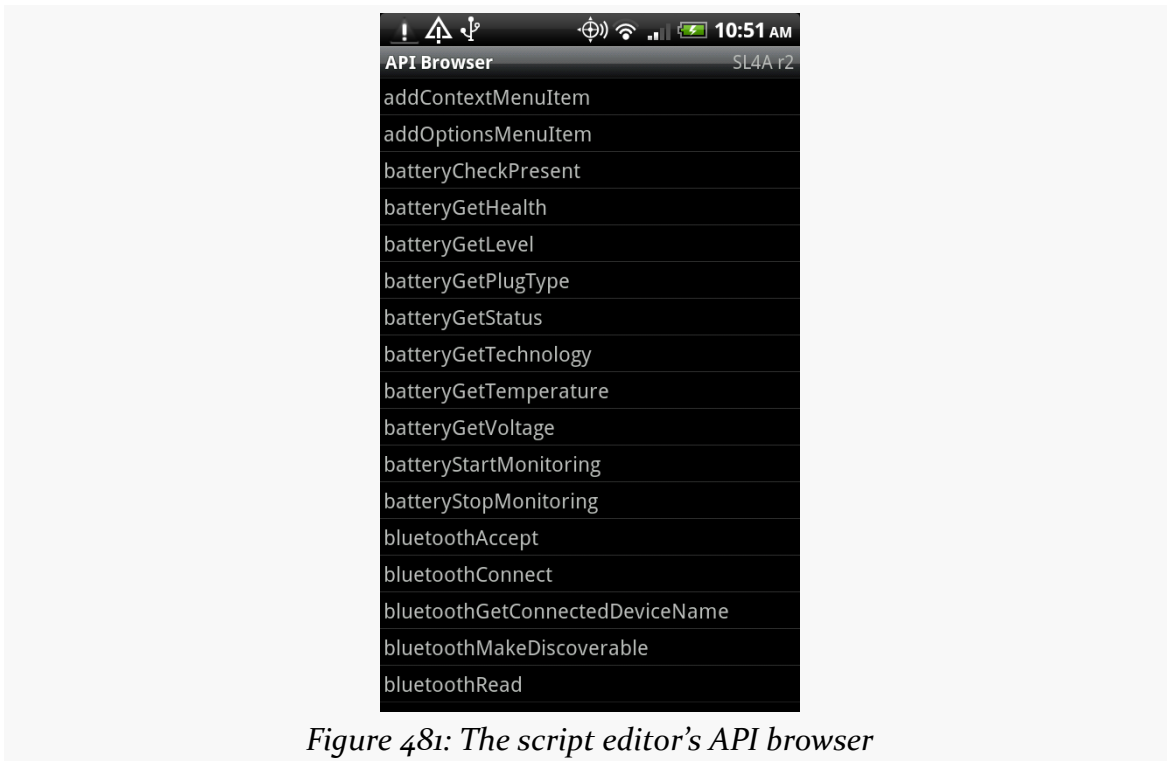 10:51 AM
API Browser SL4A r2
addContextMenuItem
addOptionsMenuItem
batteryCheckPresent
batteryGetHealth
batteryGetLevel
batteryGetPlugType
batteryGetStatus
batteryGetTechnology
batteryGetTemperature
batteryGetVoltage
batteryStartMonitoring
batteryStopMonitoring
bluetoothAccept
bluetoothConnect
bluetoothGetConnectedDeviceName
bluetoothMakeDiscoverable
bluetoothRead
Figure 481: The script editor’s API browser